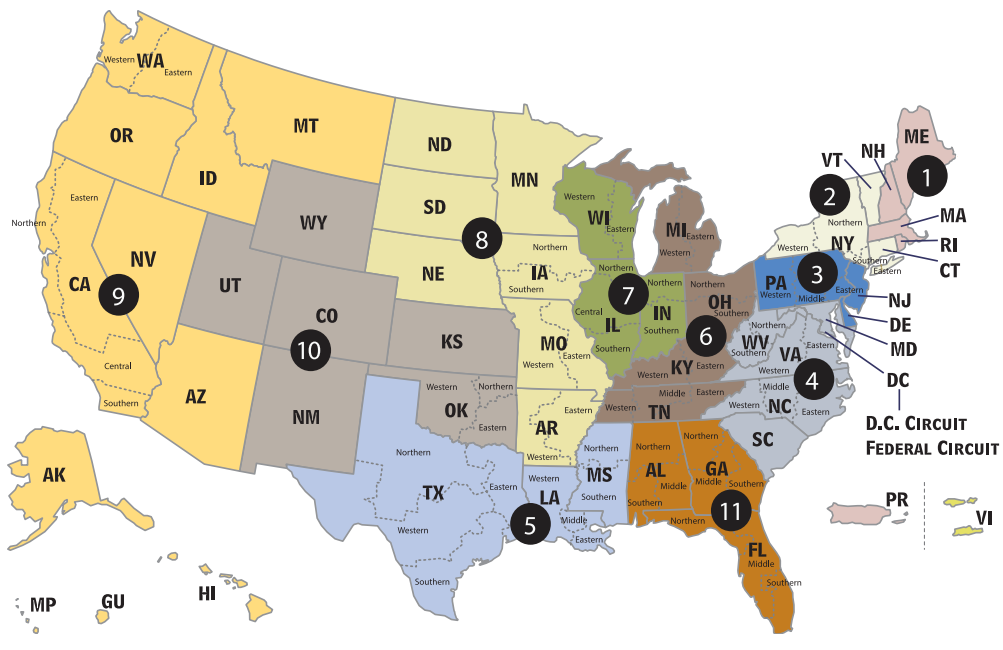 WA
Western
Eastern
OR
ID
MT
ND
MN
SD
8
NE
IA
Northern
Southern
WY
UT
CO
10
KS
NM
OK
Western
Northern
Eastern
Northern
Eastern
CA
NV
9
Central
Southern
AZ
MO
Eastern
Western
AR
Eastern
Western
WI
Western
Eastern
MI
Eastern
Western
Northern
7
Central
IL
Southern
Northern
IN
Southern
Northern
OH
Southern
6
KY
Western
Eastern
Middle
Western
TN
Eastern
ME
NH
VT
1
2
Northern
MA
RI
CT
NY
Western
Southern
Eastern
3
PA
Western
Middle
Eastern
NJ
DE
MD
DC
D.C. Circuit
Federal Circuit
Northern
WV
Southern
VA
Eastern
Western
4
Middle
Western
NC
Eastern
SC
TX
Northern
Eastern
Western
Southern
5
Western
LA
Middle
Eastern
Northern
MS
Southern
Northern
AL
Middle
Southern
Northern
GA
Middle
Southern
11
Northern
FL
Middle
Southern
PR
VI
AK
HI
MP
GU